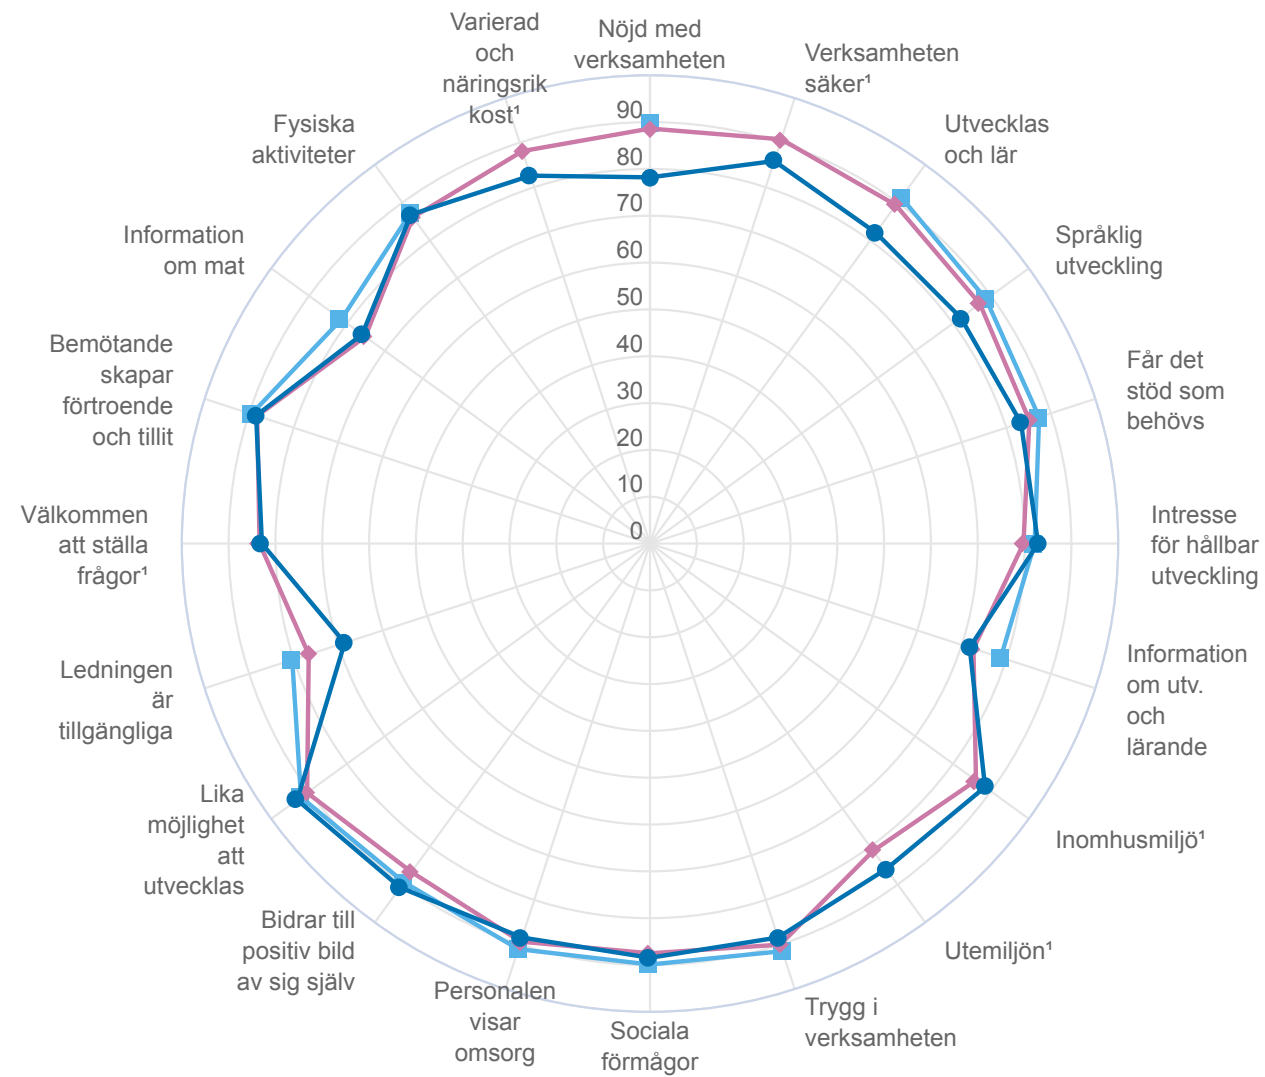 Nöjd med
verksamheten
Verksamheten
säker¹
Utvecklas
och lär
Språklig
utveckling
Får det
stöd som
behövs
Intresse
för hållbar
utveckling
Information
om utv.
och
lärande
Inomhusmiljö¹
Utemiljön¹
Trygg i
verksamheten
Sociala
förmågor
Personalen
visar
omsorg
Bidrar till
positiv bild
av sig själv
Lika
möjlighet
att
utvecklas
Ledningen
är
tillgängliga
Välkommen
att ställa
frågor¹
Bemötande
skapar
förtroende
och tillit
Information
om mat
Fysiska
aktiviteter
Varierad
och
näringsrik
kost¹
90
80
70
60
50
40
30
20
10
0